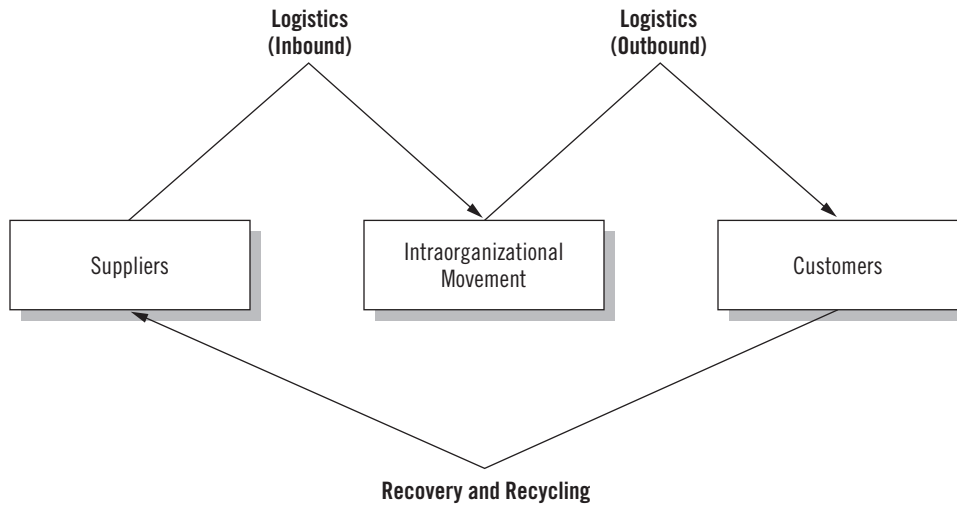 Logistics
(Inbound)
Logistics
(Outbound)
Suppliers
Intraorganizational
Movement
Customers
Recovery and Recycling